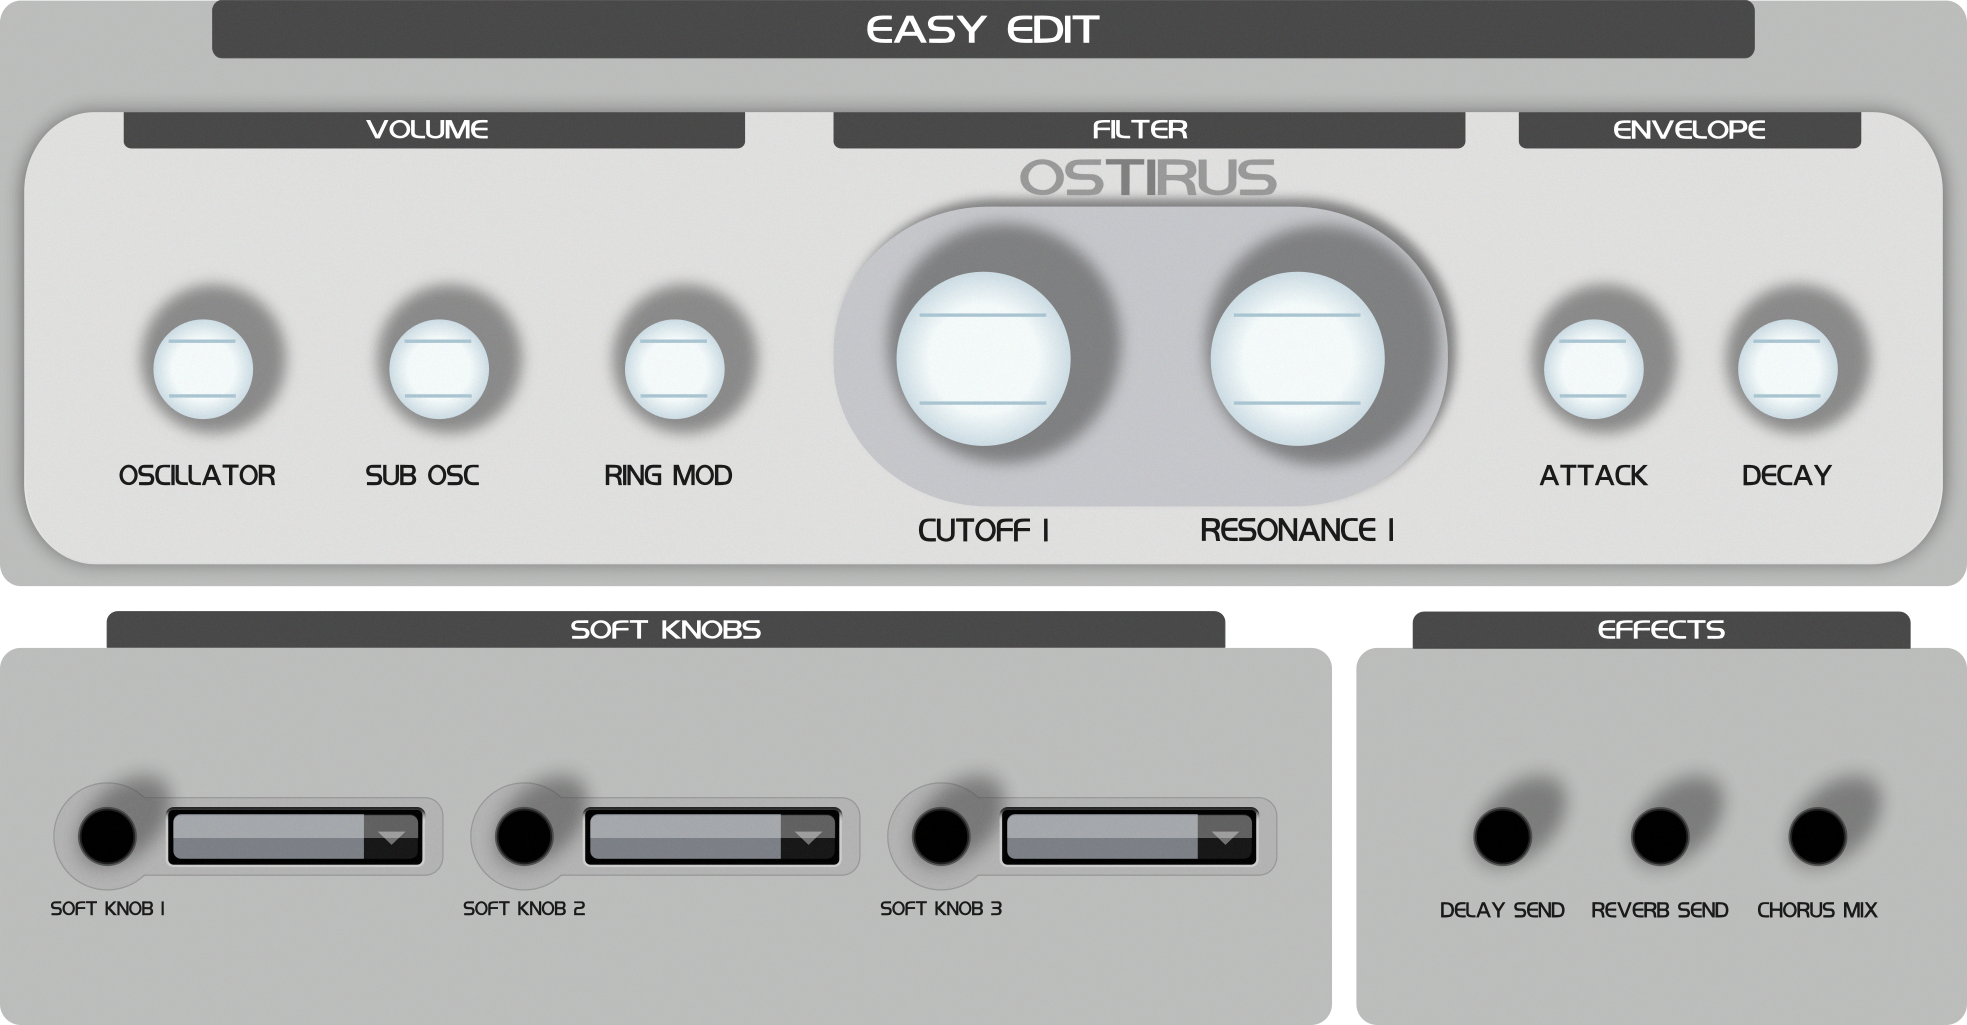 EASY EDIT
VOLUME
FILTER
ENVELOPE
OSTIRUS
OSCILLATOR
SUB OSC
RING MOD
ATTACK
DECAY
CUTOFF 1
RESONANCE 1
SOFT KNOBS
EFFECTS
SOFT KNOB 1
SOFT KNOB 2
SOFT KNOB 3
DELAY SEND
REVERB SEND
CHORUS MIX